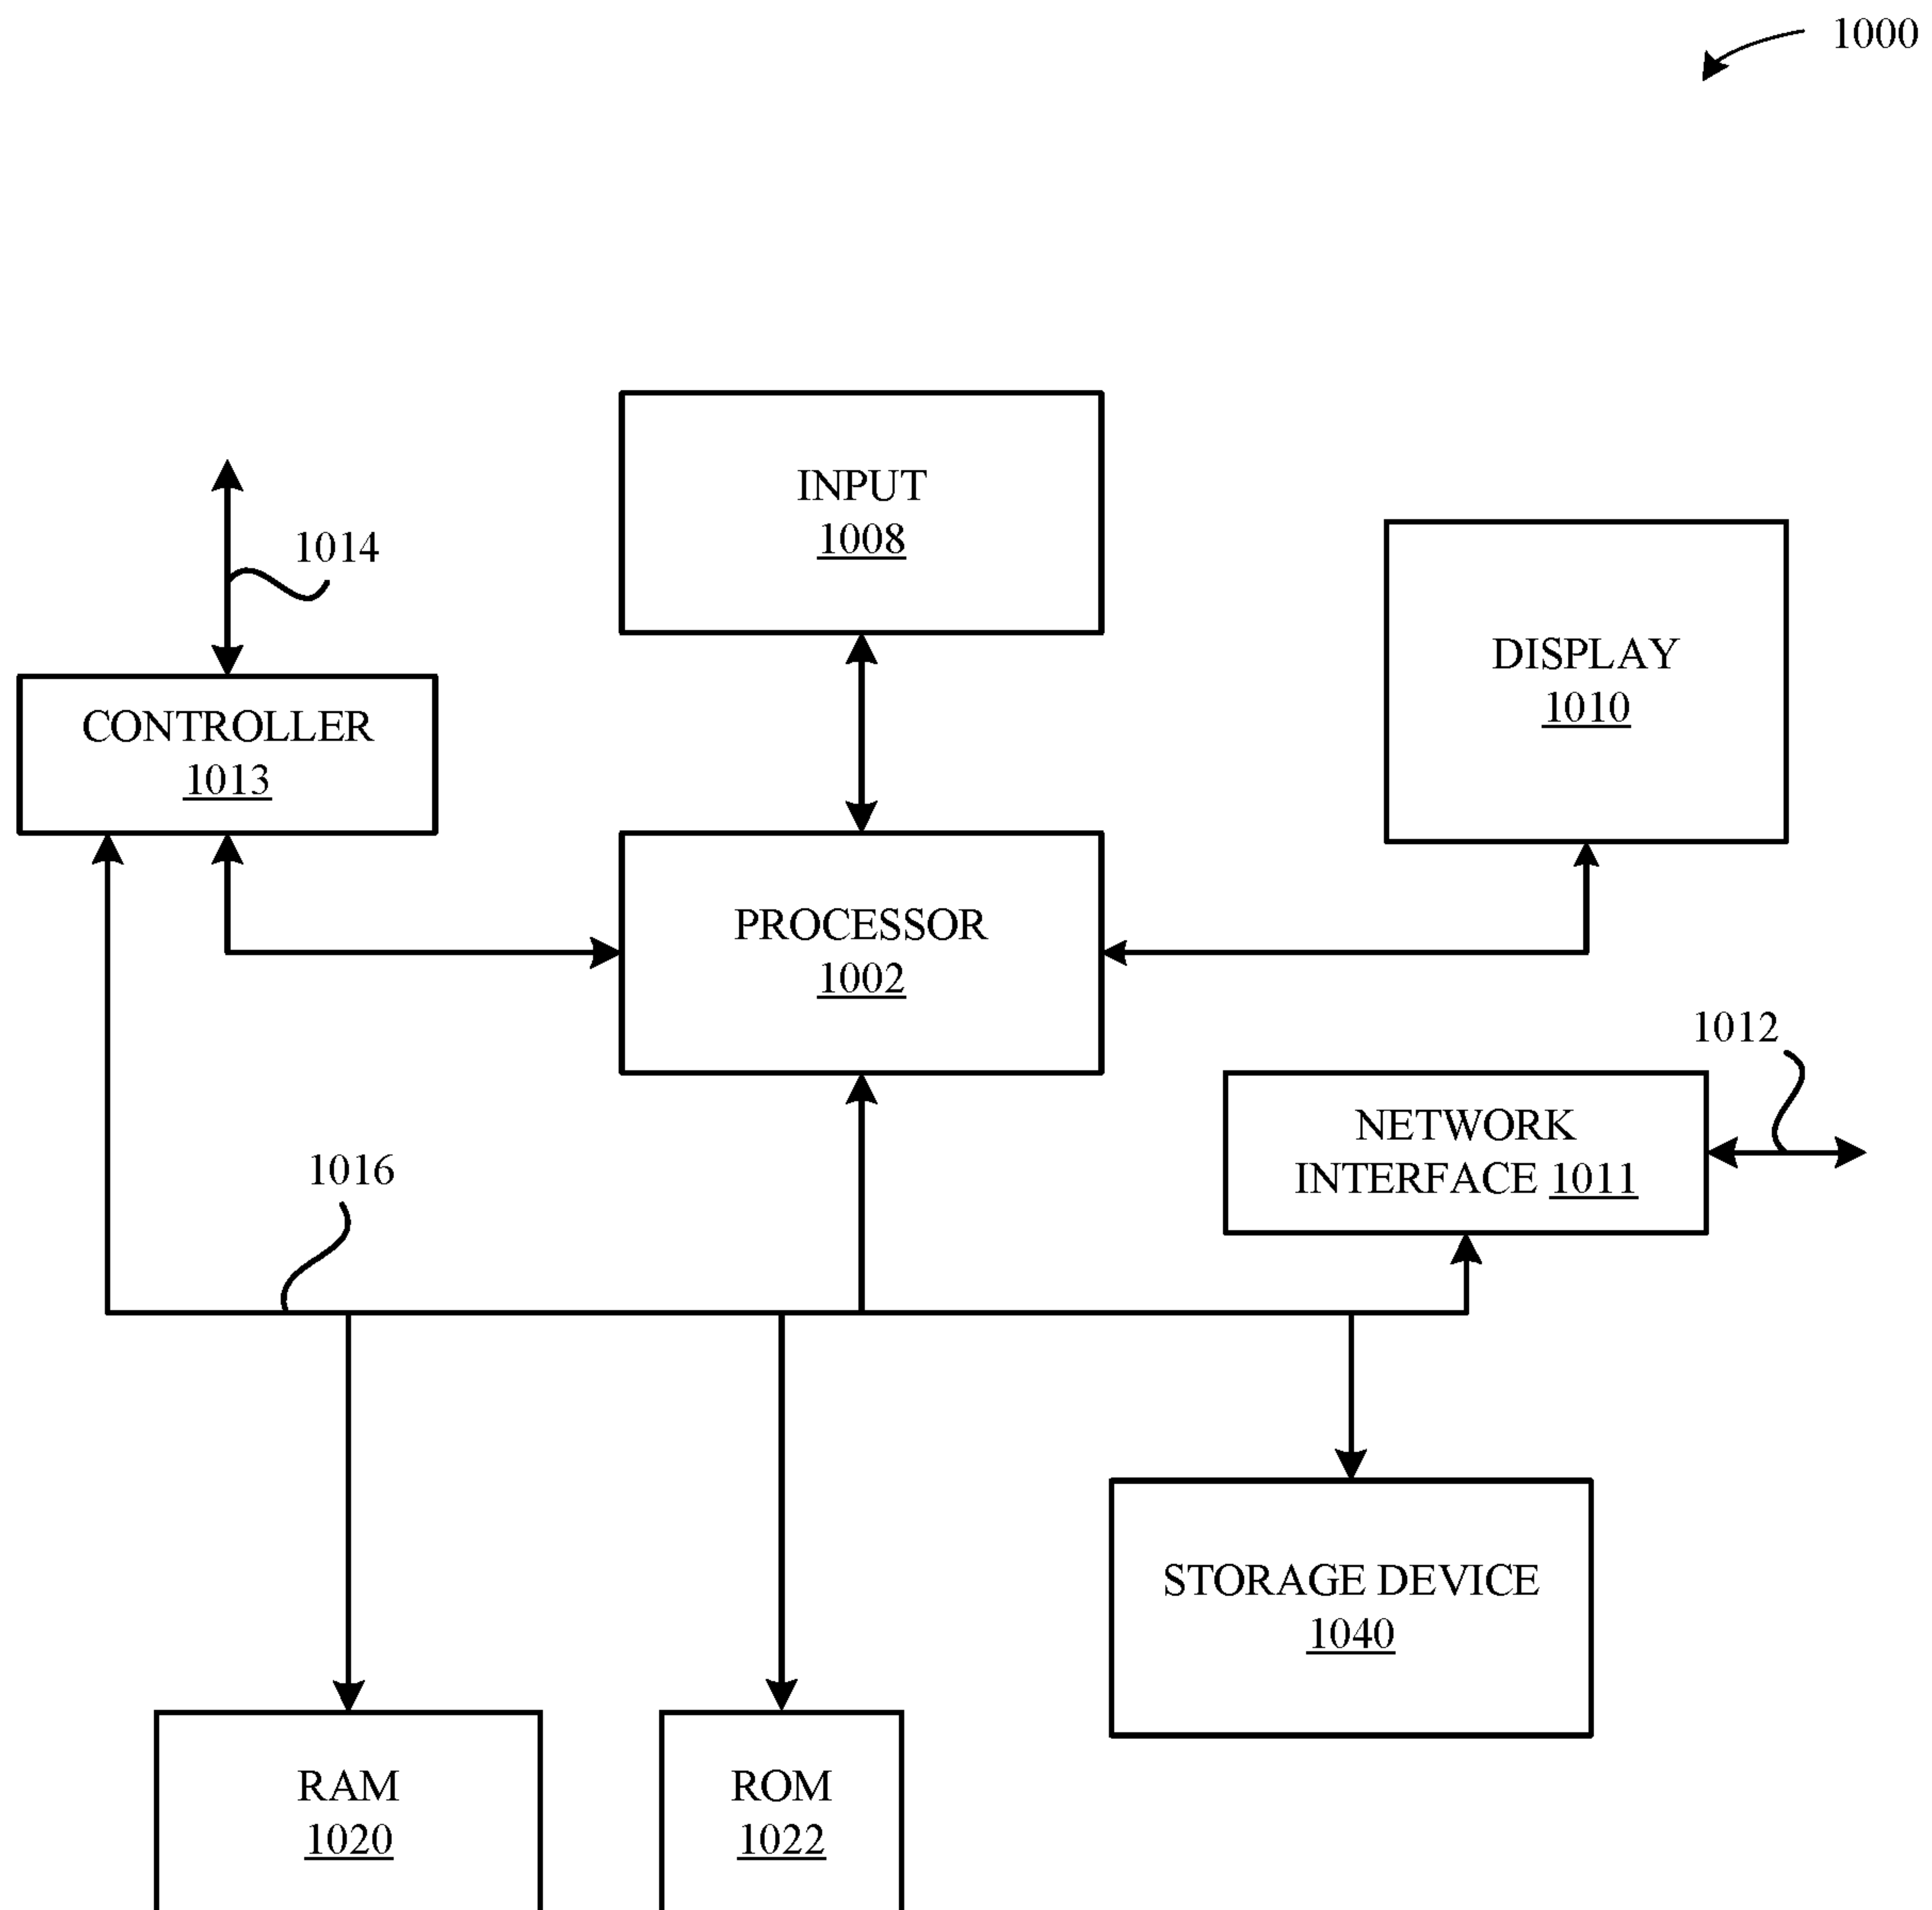 1000
INPUT
1008
1014
DISPLAY
1010
CONTROLLER
1013
PROCESSOR
1002
1012
NETWORK
INTERFACE 1011
1016
STORAGE DEVICE
1040
RAM
1020
ROM
1022